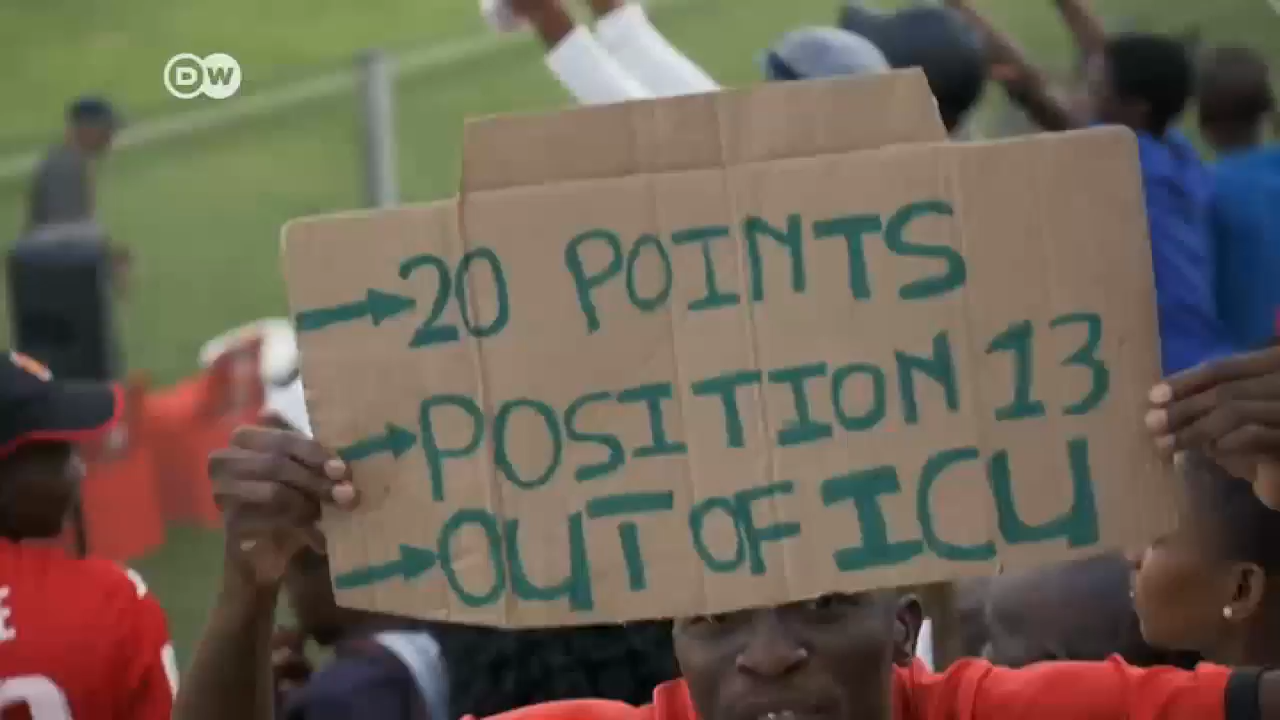 DW
→20 POINTS
→POSITION 13
→OUT OF ICU